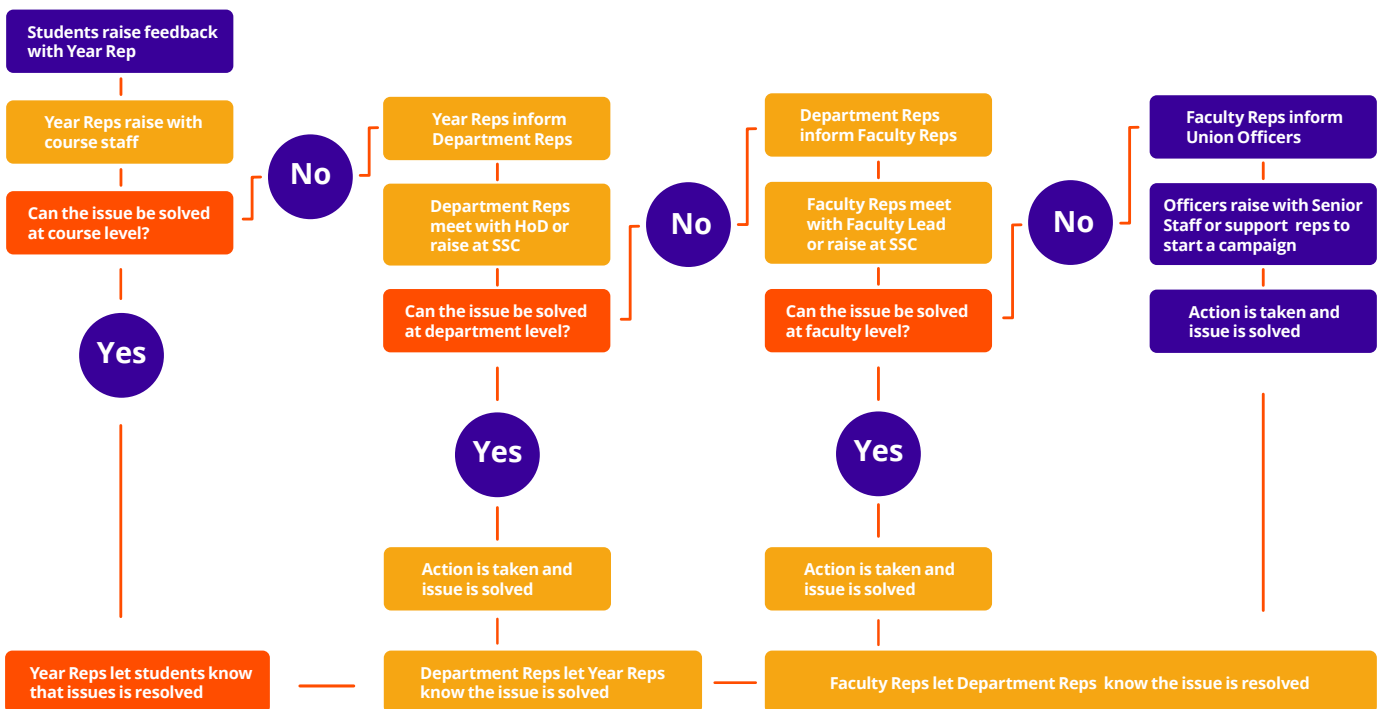 Students raise feedback
with Year Rep
Year Reps raise with
course staff
Can the issue be solved
at course level?
No
Yes
Year Reps inform
Department Reps
Department Reps
meet with HoD or
raise at SSC
Can the issue be solved
at department level?
No
Yes
Action is taken and
issue is solved
Department Reps
inform Faculty Reps
Faculty Reps meet
with Faculty Lead
or raise at SSC
Can the issue be solved
at faculty level?
No
Yes
Action is taken and
issue is solved
Faculty Reps inform
Union Officers
Officers raise with Senior
Staff or support reps to
start a campaign
Action is taken and
issue is solved
Year Reps let students know
that issues is resolved
Department Reps let Year Reps
know the issue is solved
Faculty Reps let Department Reps know the issue is resolved